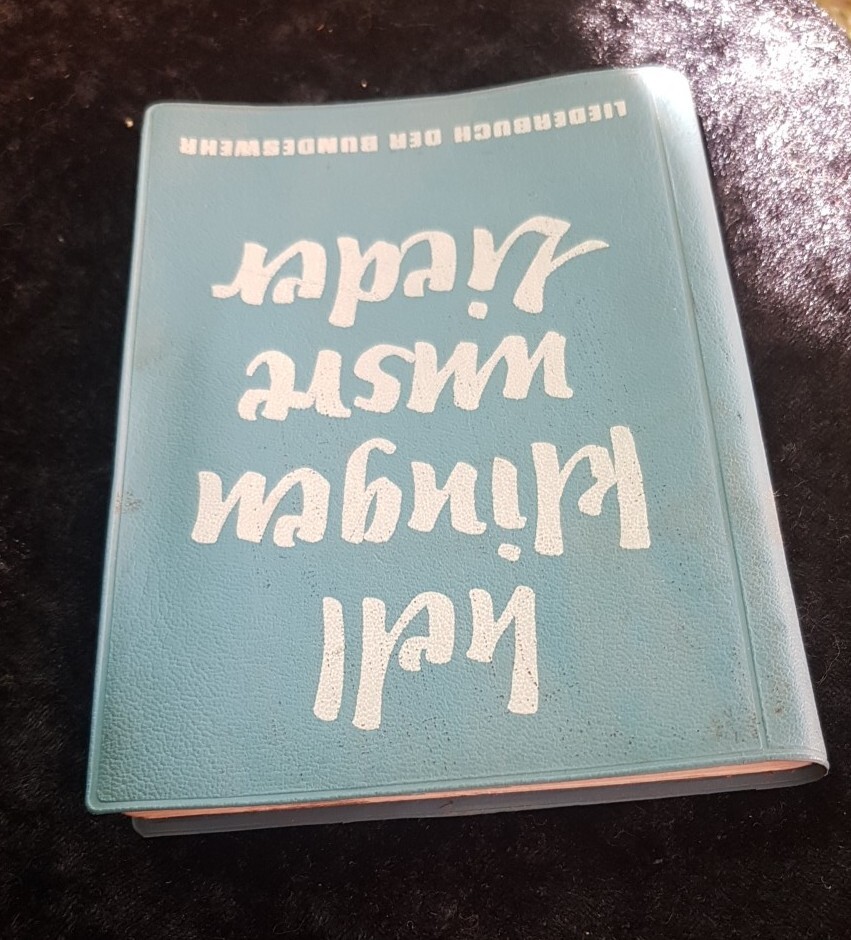 hell
klingen
unsre
Lieder
LIEDERBUCH DER BUNDESWEHR